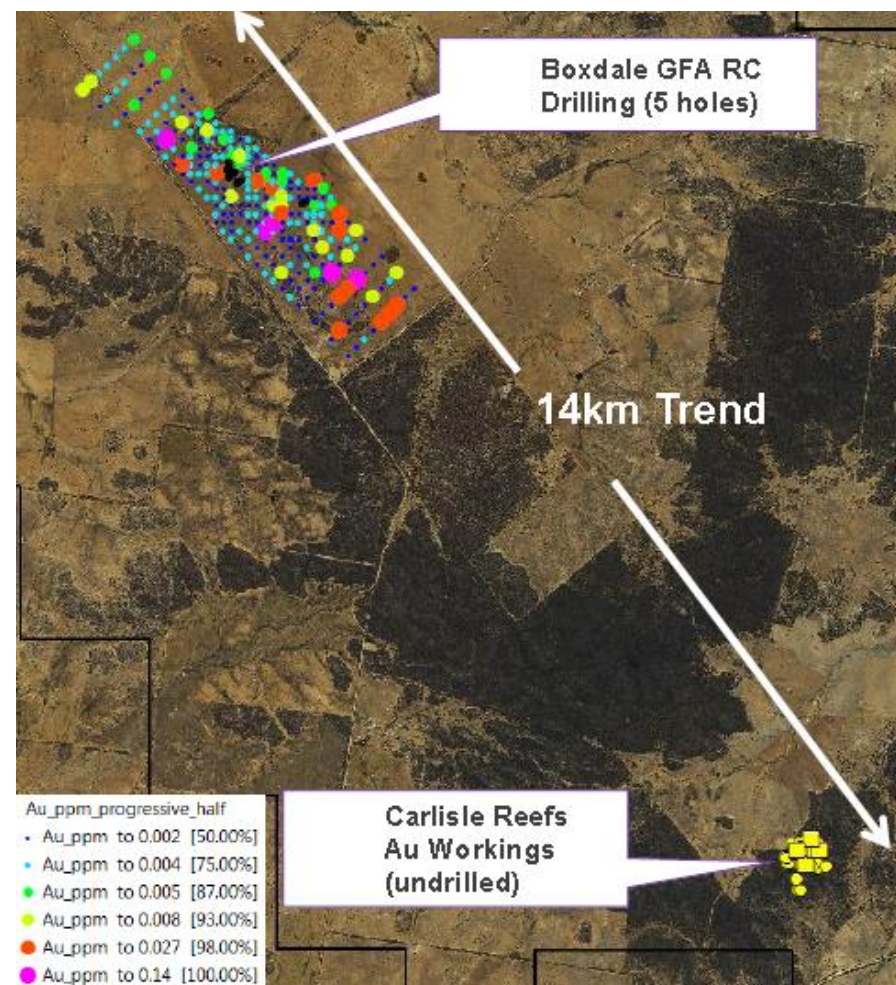 Boxdale GFA RC
Drilling (5 holes)
14km Trend
Carlisle Reefs
Au Workings
(undrilled)
Au_ppm_progressive_half
Au_ppm to 0.002 [50.00%]
Au_ppm to 0.004 [75.00%]
Au_ppm to 0.005 [87.00%]
Au_ppm to 0.008 [93.00%]
Au_ppm to 0.027 [98.00%]
Au_ppm to 0.14 [100.00%]